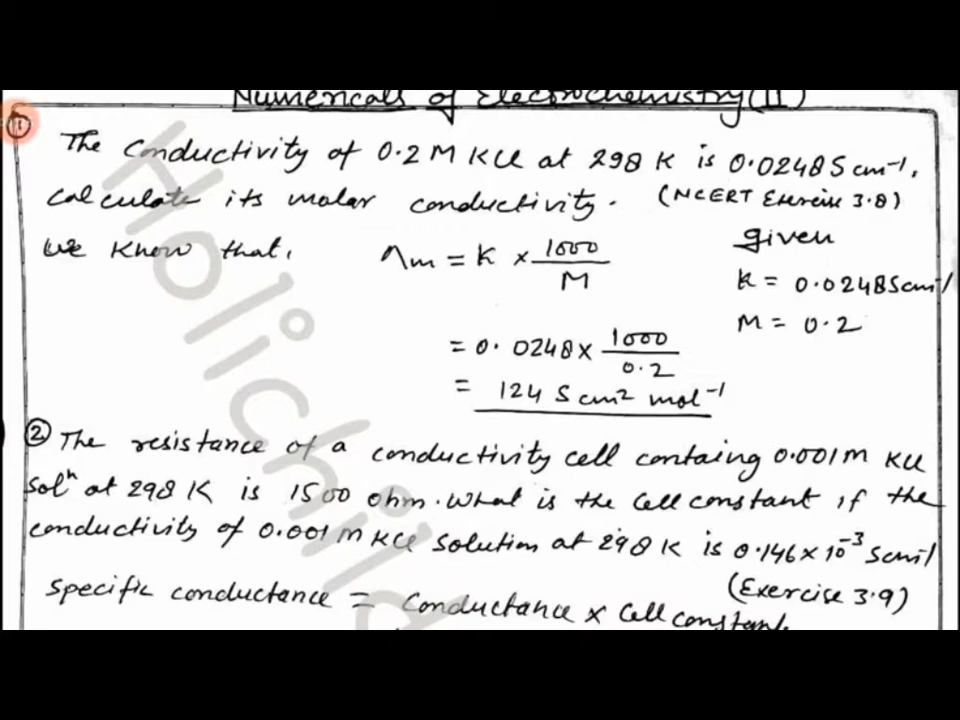 Numericals of Electrochemistry (II)
① The conductivity of 0.2 M KCl at 298 K is 0.0248 S cm⁻¹.
Calculate its molar conductivity. (NCERT Exercise 3.8)
We know that, Λm = K × 1000/M given
K = 0.0248 S cm⁻¹
M = 0.2
= 0.0248 × 1000/0.2
= 124 S cm² mol⁻¹
② The resistance of a conductivity cell containg 0.001 M KCl
Solⁿ at 298 K is 1500 ohm. What is the cell constant if the
conductivity of 0.001 M KCl solution at 298 K is 0.146 × 10⁻³ S cm⁻¹
(Exercise 3.9)
Specific conductance = Conductance × Cell constant
Holichild